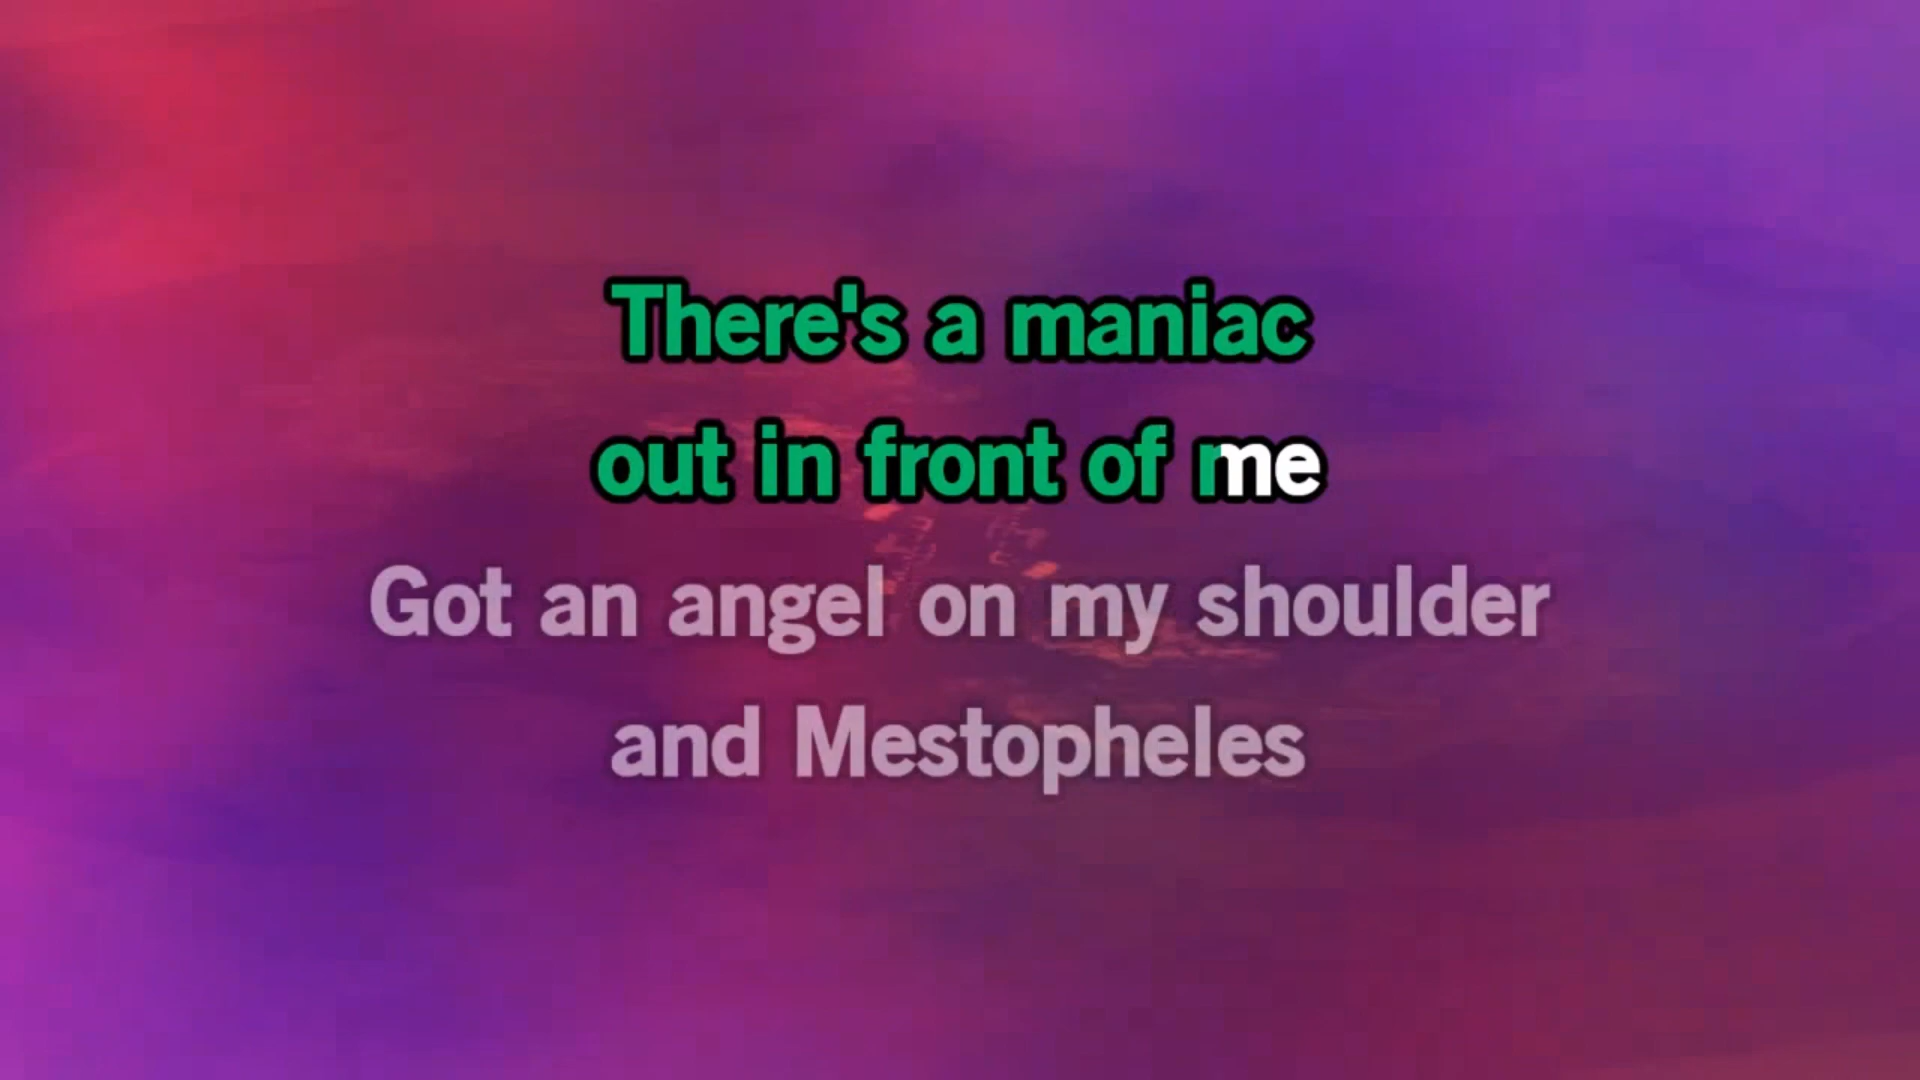 There's a maniac
out in front of me
Got an angel on my shoulder
and Mestopheles